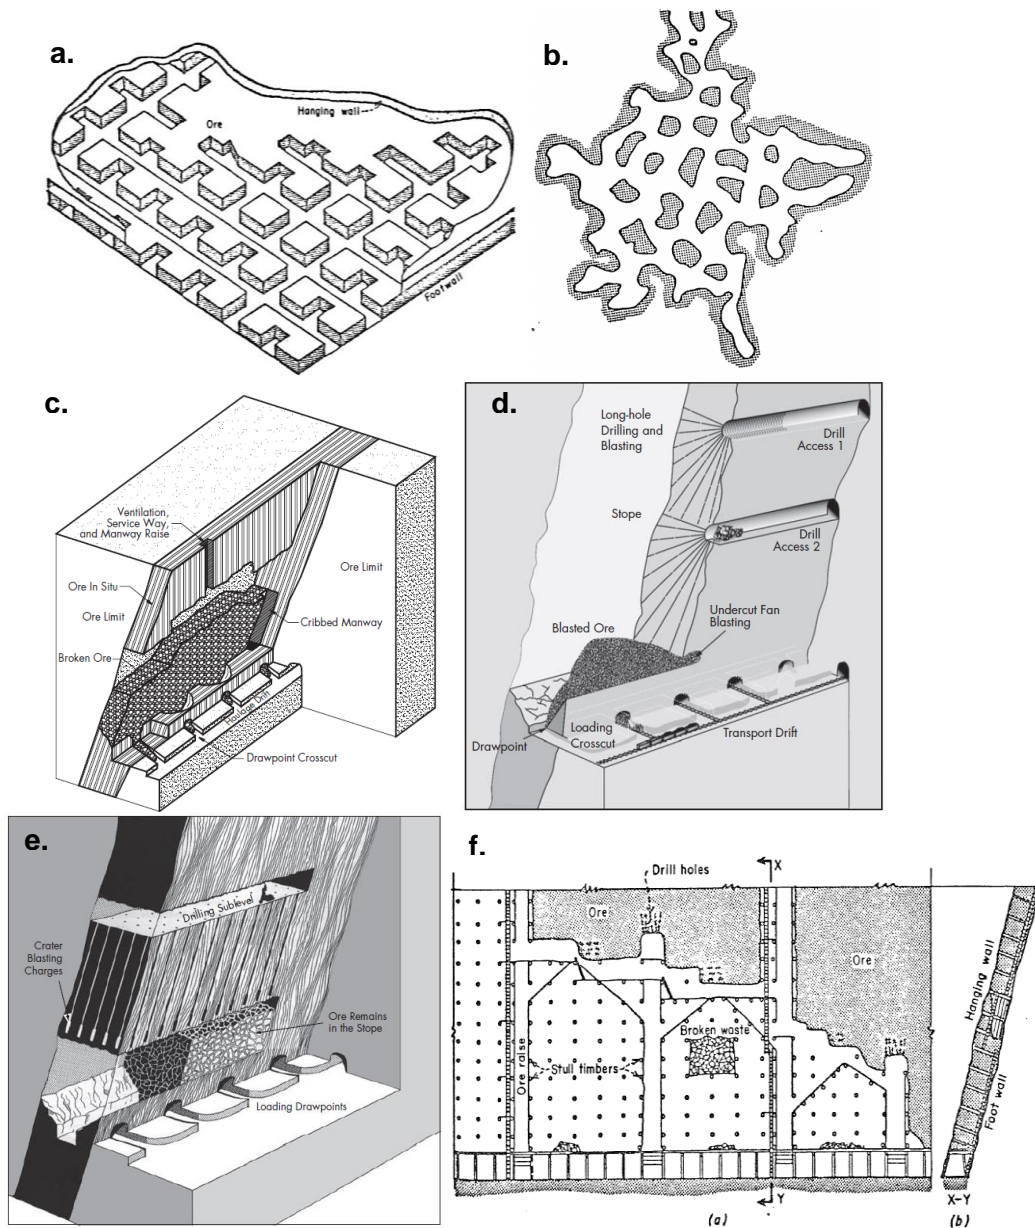 a.
Hanging wall
Ore
Footwall
b.
c.
Ventilation,
Service Way,
and Manway Raise
Ore In Situ
Ore Limit
Ore Limit
Cribbed Manway
Broken Ore
Haulage Drift
Drawpoint Crosscut
d.
Long-hole
Drilling and
Blasting
Drill
Access 1
Stope
Drill
Access 2
Undercut Fan
Blasting
Blasted Ore
Loading
Crosscut
Drawpoint
Transport Drift
e.
Drilling Sublevel
Crater
Blasting
Charges
Ore Remains
in the Stope
Loading Drawpoints
f.
Drill holes
X
Ore
Ore
Hanging wall
Broken waste
Ore raise
Stull timbers
Foot wall
Y
X-Y
(a)
(b)